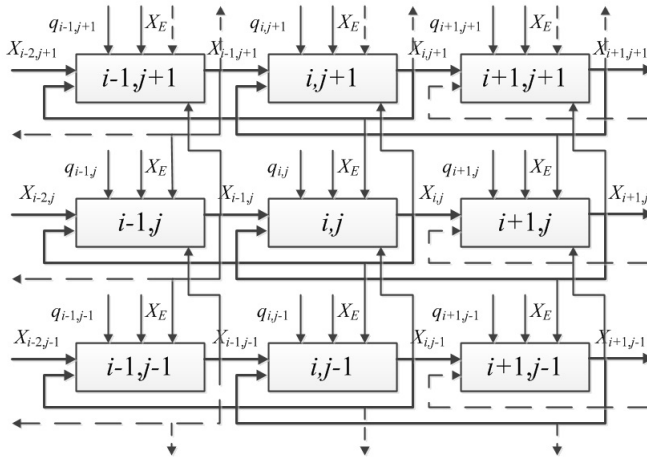 q_{i-1,j+1} X_E q_{i,j+1} X_E q_{i+1,j+1} X_E
X_{i-2,j+1} X_{i-1,j+1} X_{i,j+1} X_{i+1,j+1}
i-1,j+1 i,j+1 i+1,j+1
q_{i-1,j} X_E q_{i,j} X_E q_{i+1,j} X_E
X_{i-2,j} X_{i-1,j} X_{i,j} X_{i+1,j}
i-1,j i,j i+1,j
q_{i-1,j-1} X_E q_{i,j-1} X_E q_{i+1,j-1} X_E
X_{i-2,j-1} X_{i-1,j-1} X_{i,j-1} X_{i+1,j-1}
i-1,j-1 i,j-1 i+1,j-1